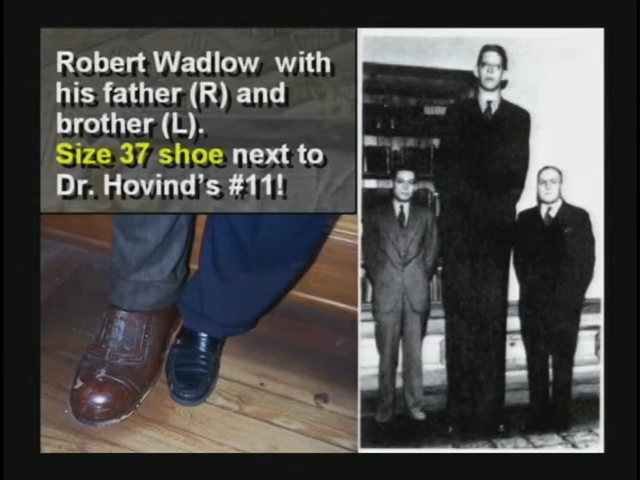 Robert Wadlow with
his father (R) and
brother (L).
Size 37 shoe next to
Dr. Hovind's #11!